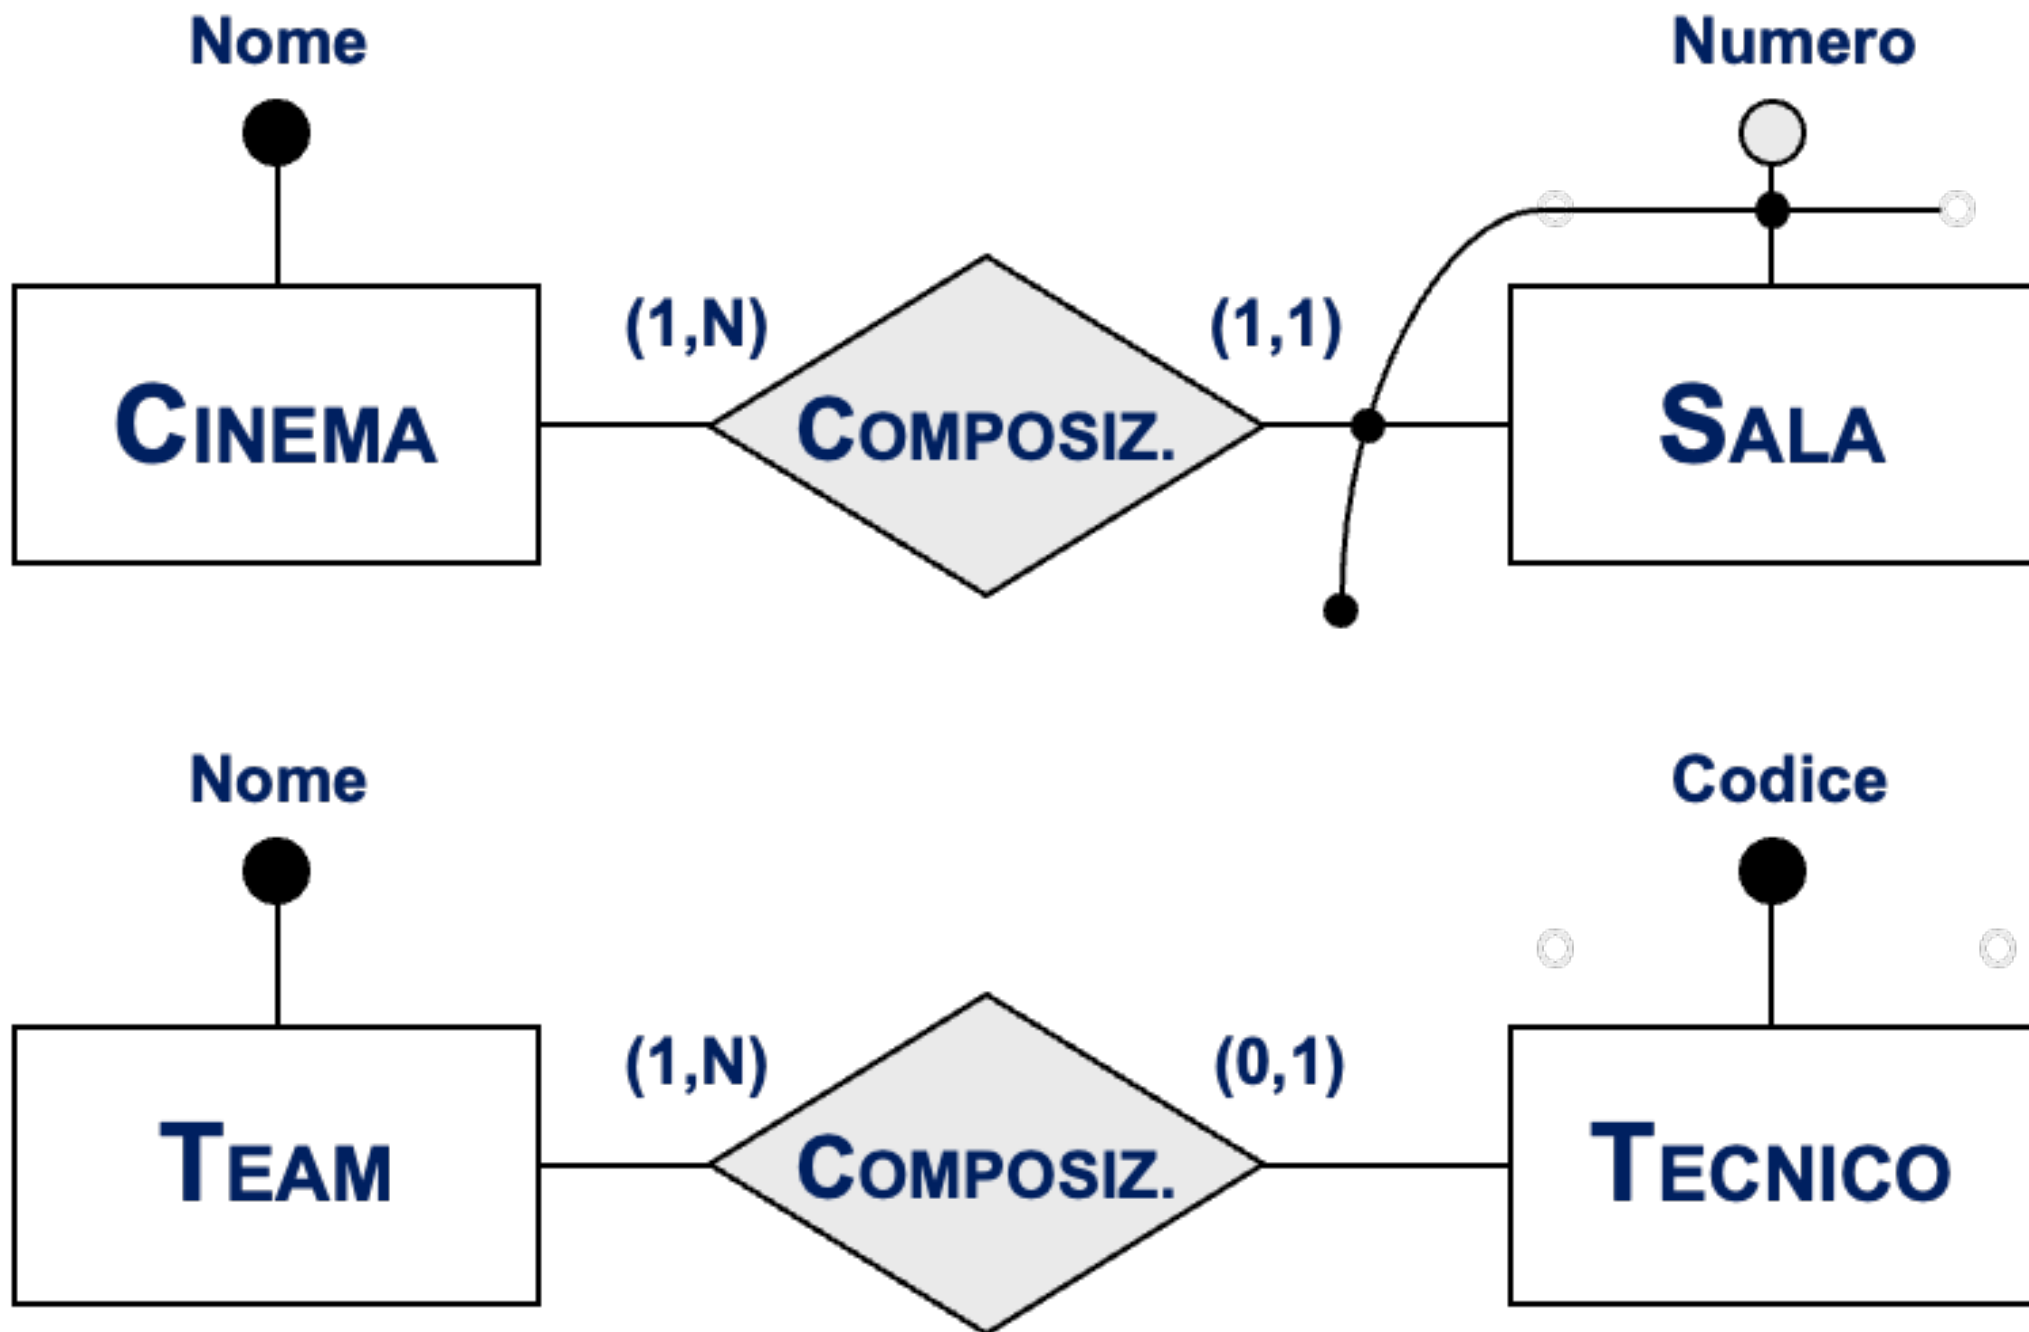 Nome Numero
(1,N) (1,1)
CINEMA COMPOSIZ. SALA
Nome Codice
(1,N) (0,1)
TEAM COMPOSIZ. TECNICO